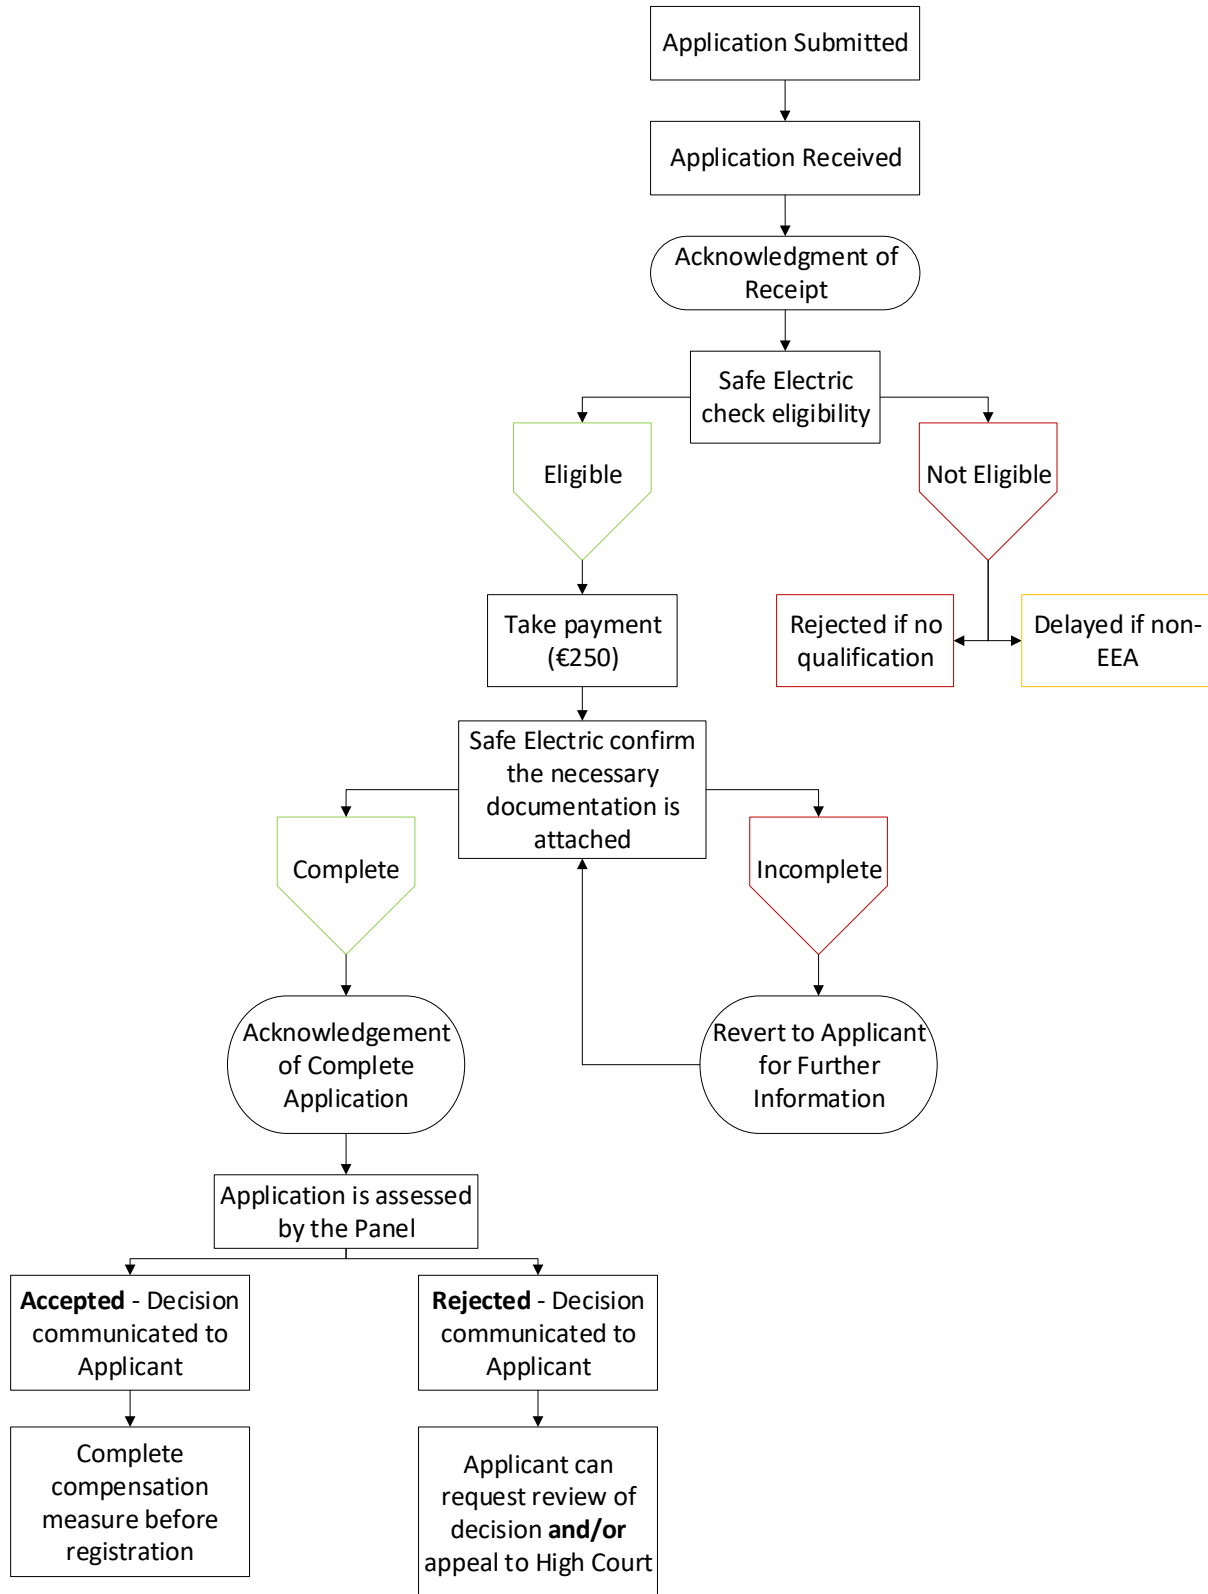 Application Submitted
Application Received
Acknowledgment of
Receipt
Safe Electric
check eligibility
Eligible
Not Eligible
Take payment
(€250)
Rejected if no
qualification
Delayed if non-
EEA
Safe Electric confirm
the necessary
documentation is
attached
Complete
Incomplete
Acknowledgement
of Complete
Application
Revert to Applicant
for Further
Information
Application is assessed
by the Panel
Accepted - Decision
communicated to
Applicant
Rejected - Decision
communicated to
Applicant
Complete
compensation
measure before
registration
Applicant can
request review of
decision and/or
appeal to High Court